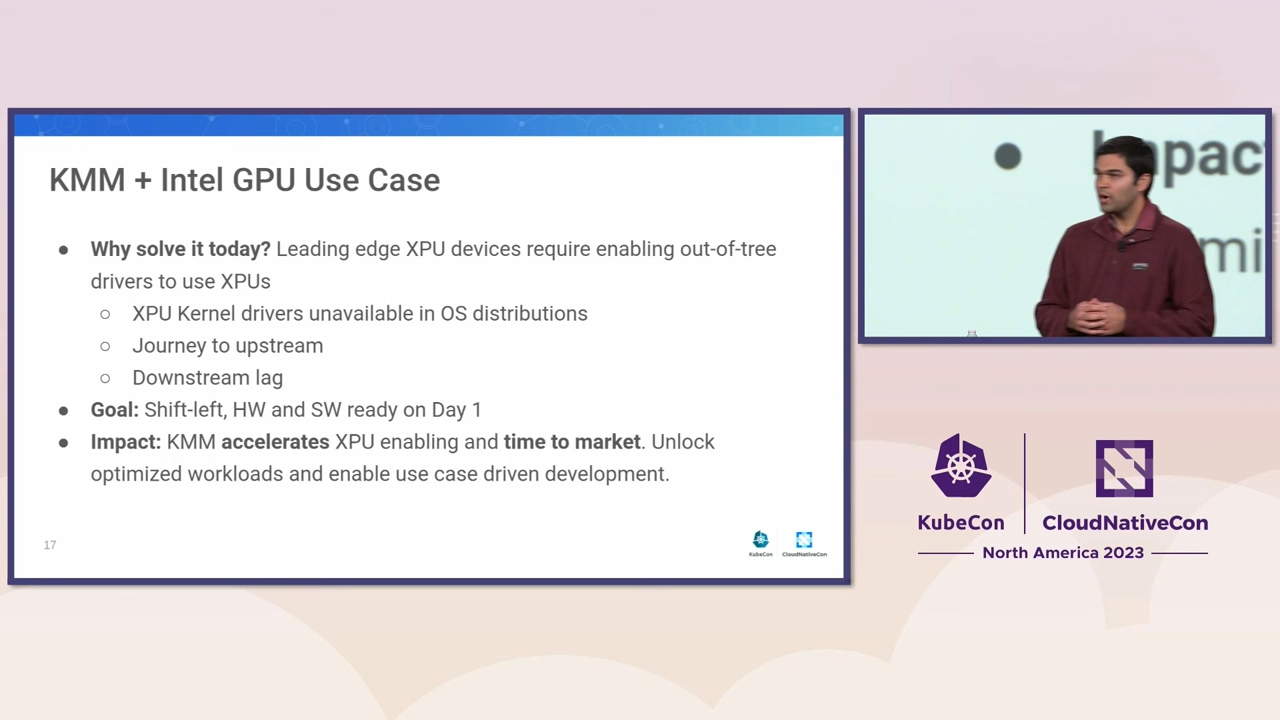 KMM + Intel GPU Use Case
● Why solve it today? Leading edge XPU devices require enabling out-of-tree
drivers to use XPUs
○ XPU Kernel drivers unavailable in OS distributions
○ Journey to upstream
○ Downstream lag
● Goal: Shift-left, HW and SW ready on Day 1
● Impact: KMM accelerates XPU enabling and time to market. Unlock
optimized workloads and enable use case driven development.
17
KubeCon
CloudNativeCon
Impac
mi
KubeCon
CloudNativeCon
North America 2023